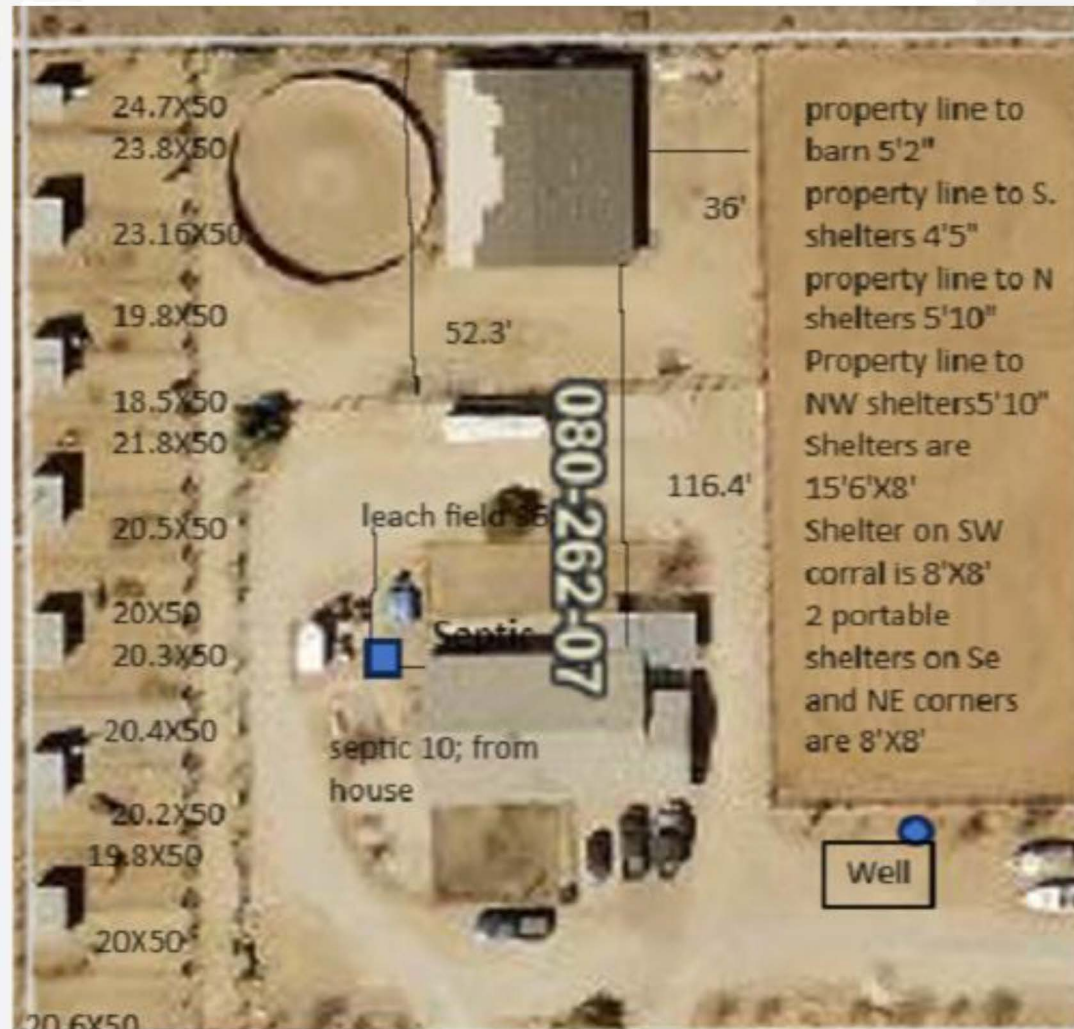 24.7X50
23.8X50
23.16X50
19.8X50
18.5X50
21.8X50
20.5X50
20X50
20.3X50
20.4X50
20.2X50
19.8X50
20X50
20.6X50
36'
52.3'
116.4'
080-262-07
leach field
Septic
septic 10; from
house
property line to
barn 5'2"
property line to S.
shelters 4'5"
property line to N
shelters 5'10"
Property line to
NW shelters5'10"
Shelters are
15'6'X8'
Shelter on SW
corral is 8'X8'
2 portable
shelters on Se
and NE corners
are 8'X8'
Well